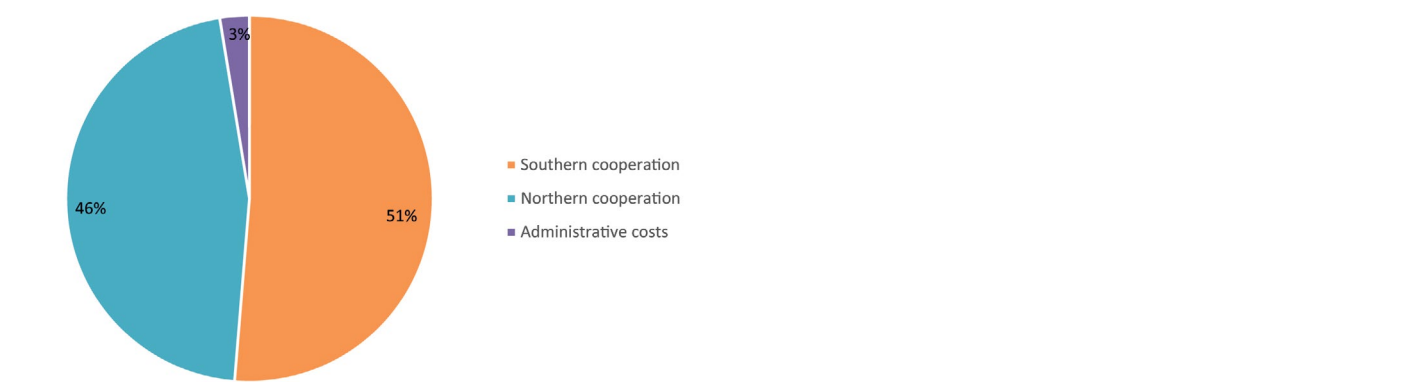 3%
46%
51%
Southern cooperation
Northern cooperation
Administrative costs